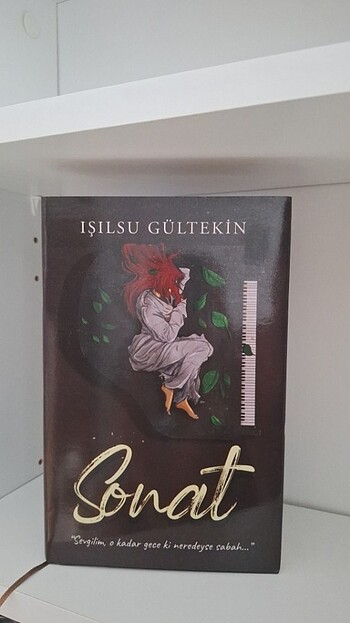 IŞILSU GÜLTEKİN
Sonat
"Sevgilim, o kadar gece ki neredeyse sabah..."